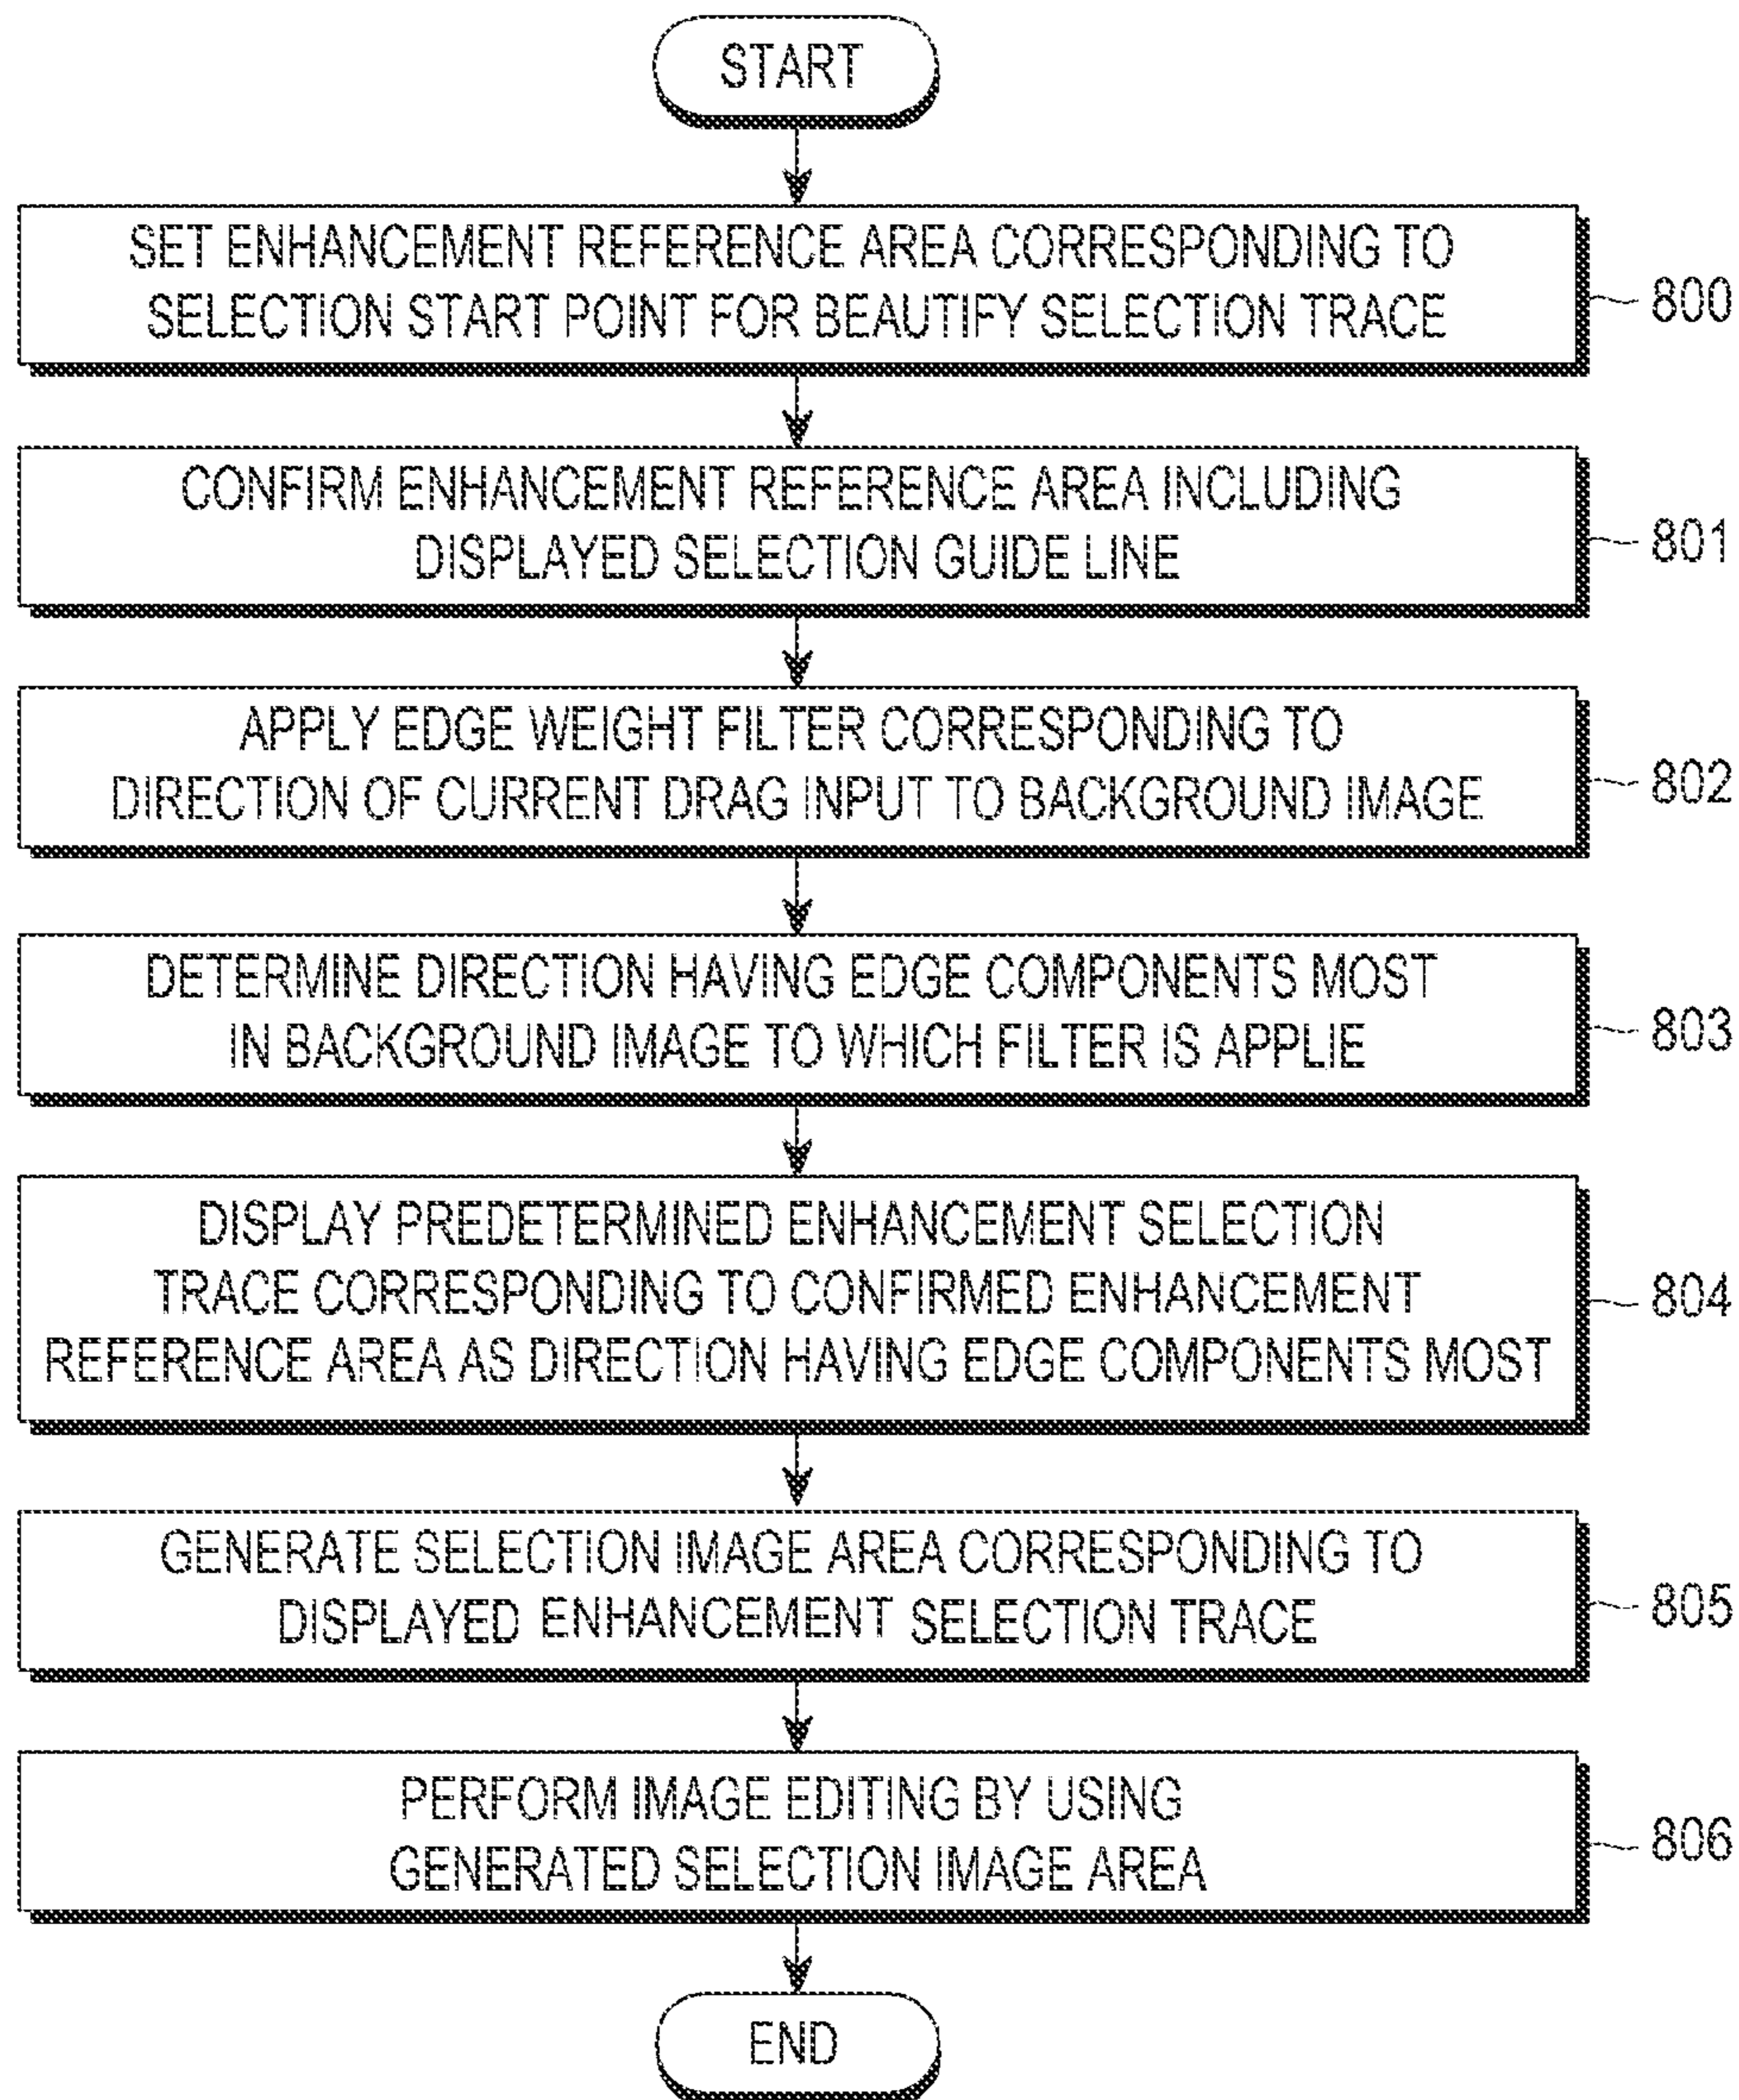 START
SET ENHANCEMENT REFERENCE AREA CORRESPONDING TO
SELECTION START POINT FOR BEAUTIFY SELECTION TRACE
800
CONFIRM ENHANCEMENT REFERENCE AREA INCLUDING
DISPLAYED SELECTION GUIDE LINE
801
APPLY EDGE WEIGHT FILTER CORRESPONDING TO
DIRECTION OF CURRENT DRAG INPUT TO BACKGROUND IMAGE
802
DETERMINE DIRECTION HAVING EDGE COMPONENTS MOST
IN BACKGROUND IMAGE TO WHICH FILTER IS APPLIE
803
DISPLAY PREDETERMINED ENHANCEMENT SELECTION
TRACE CORRESPONDING TO CONFIRMED ENHANCEMENT
REFERENCE AREA AS DIRECTION HAVING EDGE COMPONENTS MOST
804
GENERATE SELECTION IMAGE AREA CORRESPONDING TO
DISPLAYED ENHANCEMENT SELECTION TRACE
805
PERFORM IMAGE EDITING BY USING
GENERATED SELECTION IMAGE AREA
806
END